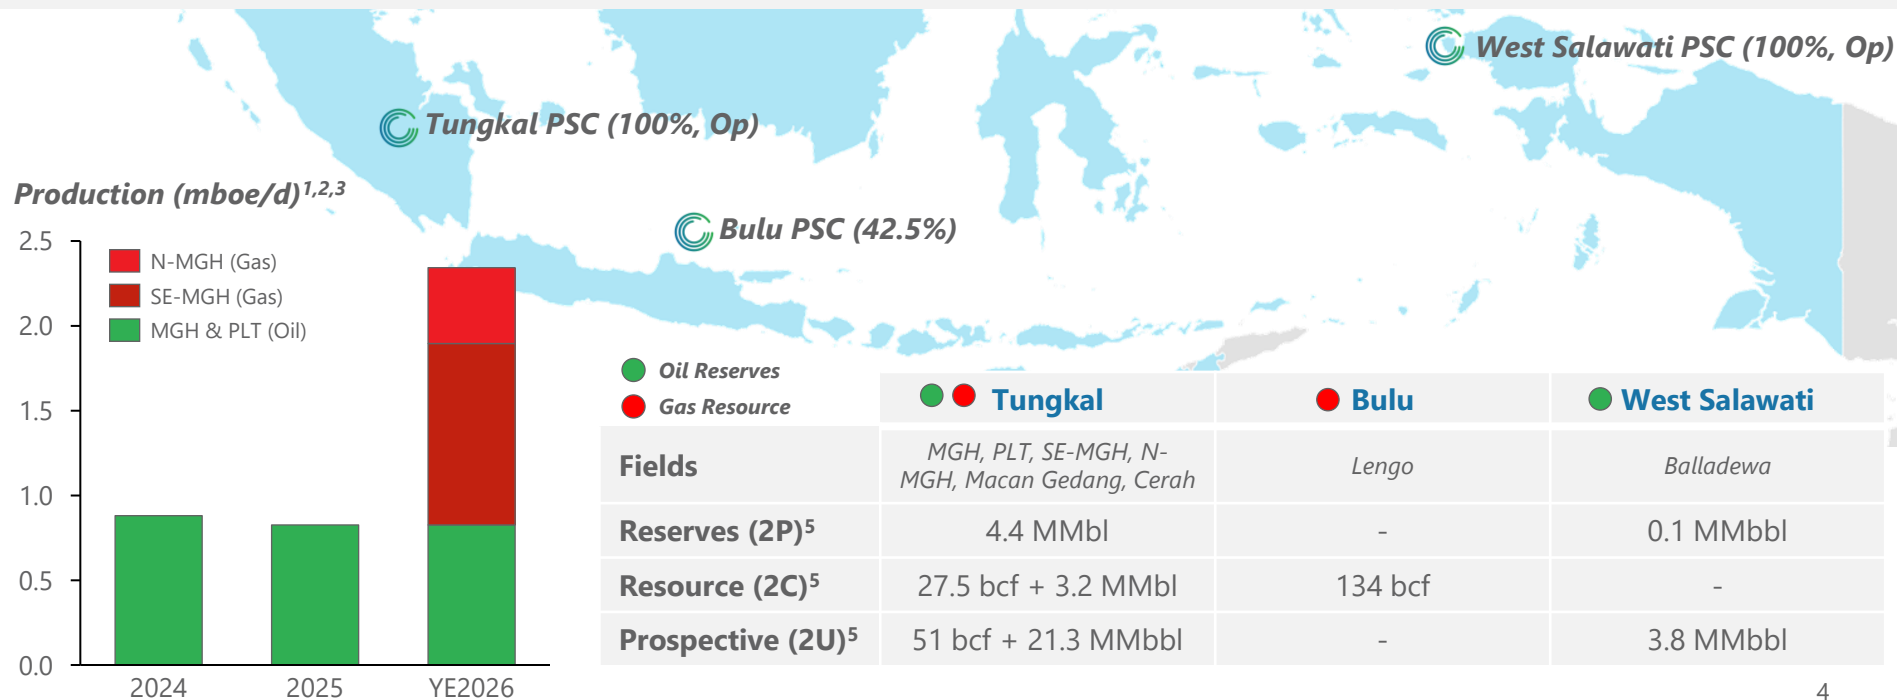 West Salawati PSC (100%, Op)
Tungkal PSC (100%, Op)
Bulu PSC (42.5%)
Production (mboe/d)1,2,3
2.5
2.0
1.5
1.0
0.5
0.0
N-MGH (Gas)
SE-MGH (Gas)
MGH & PLT (Oil)
2024 2025 YE2026
Oil Reserves
Gas Resource
Tungkal Bulu West Salawati
Fields MGH, PLT, SE-MGH, N- Lengo Balladewa
MGH, Macan Gedang, Cerah
Reserves (2P)5 4.4 MMbl - 0.1 MMbbl
Resource (2C)5 27.5 bcf + 3.2 MMbl 134 bcf -
Prospective (2U)5 51 bcf + 21.3 MMbbl - 3.8 MMbbl
4